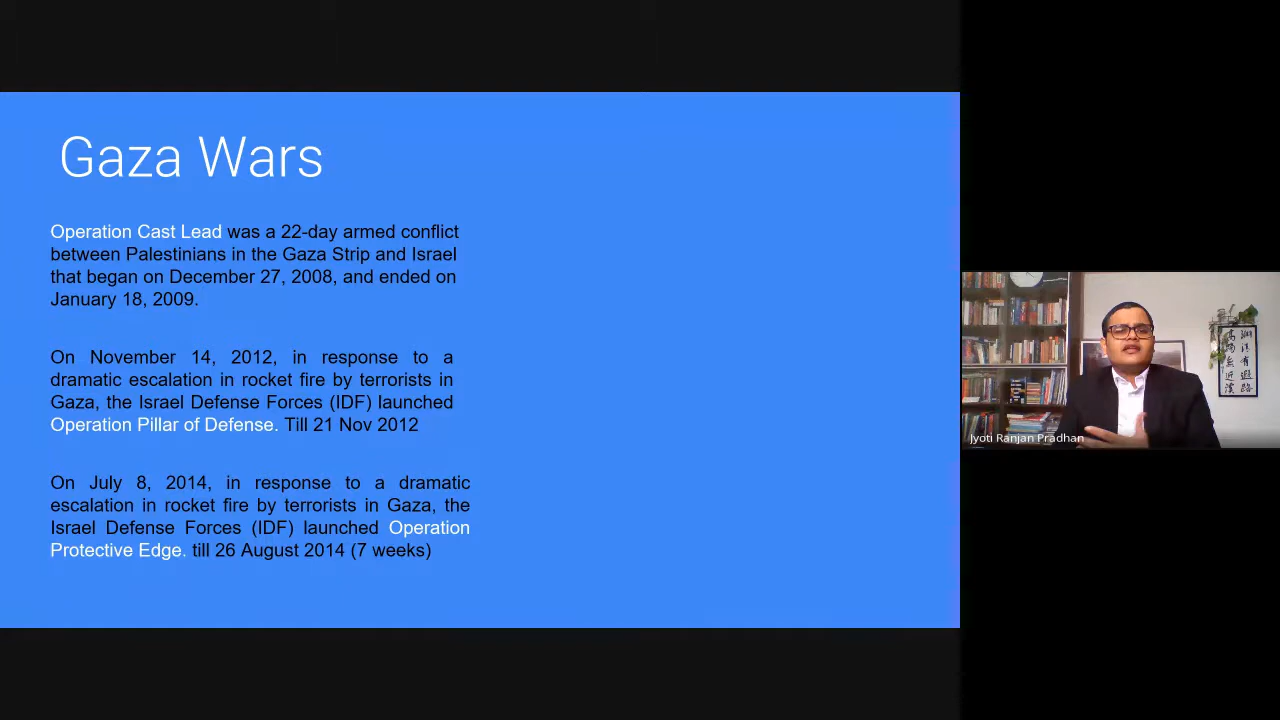 Gaza Wars
Operation Cast Lead was a 22-day armed conflict
between Palestinians in the Gaza Strip and Israel
that began on December 27, 2008, and ended on
January 18, 2009.
On November 14, 2012, in response to a
dramatic escalation in rocket fire by terrorists in
Gaza, the Israel Defense Forces (IDF) launched
Operation Pillar of Defense. Till 21 Nov 2012
On July 8, 2014, in response to a dramatic
escalation in rocket fire by terrorists in Gaza, the
Israel Defense Forces (IDF) launched Operation
Protective Edge. till 26 August 2014 (7 weeks)
Jyoti Ranjan Pradhan